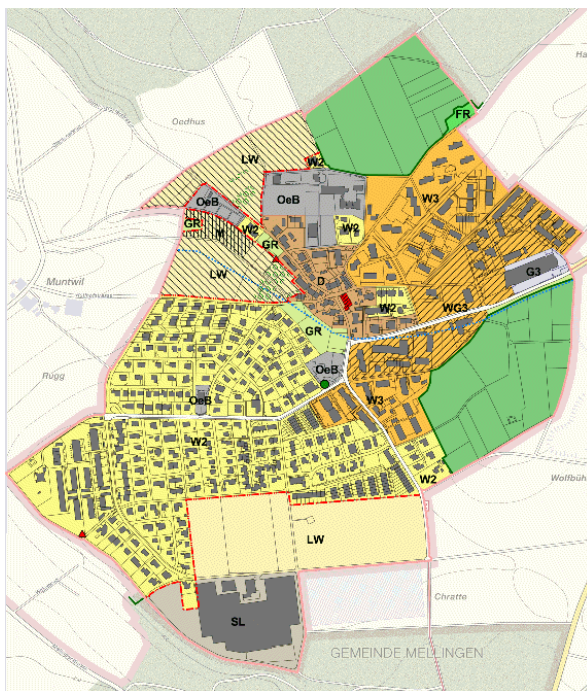 Ha
Oedhus
FR
LW
W2
OeB
OeB
W3
W2
GR
W2
M
GR
Muntwil
LW
D
G3
W2
WG3
GR
Rügg
OeB
OeB
W3
W2
W2
Wolfbüh
LW
Chratte
SL
GEMEINDE MELLINGEN